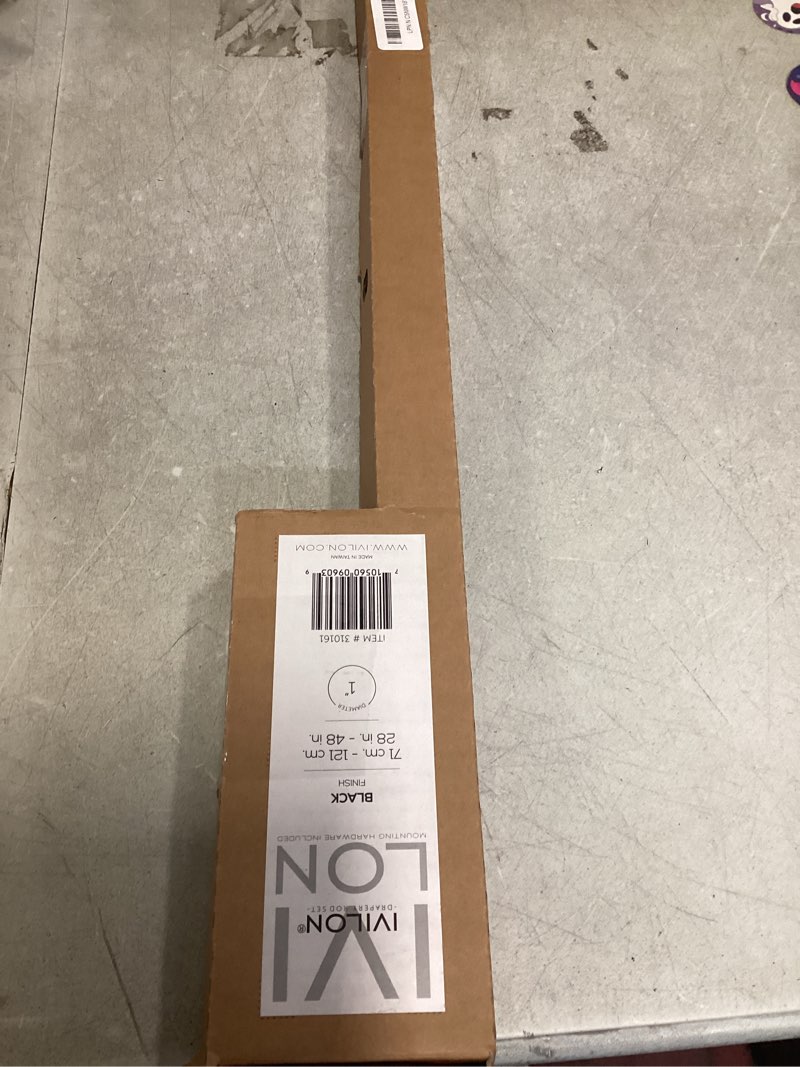 IVI
LON
IVILON®
-DRAPERY ROD SET-
MOUNTING HARDWARE INCLUDED
BLACK
FINISH
71 cm. - 121 cm.
28 in. - 48 in.
DIAMETER
1"
ITEM # 310161
7 10560 09603 9
MADE IN TAIWAN
WWW.IVILON.COM